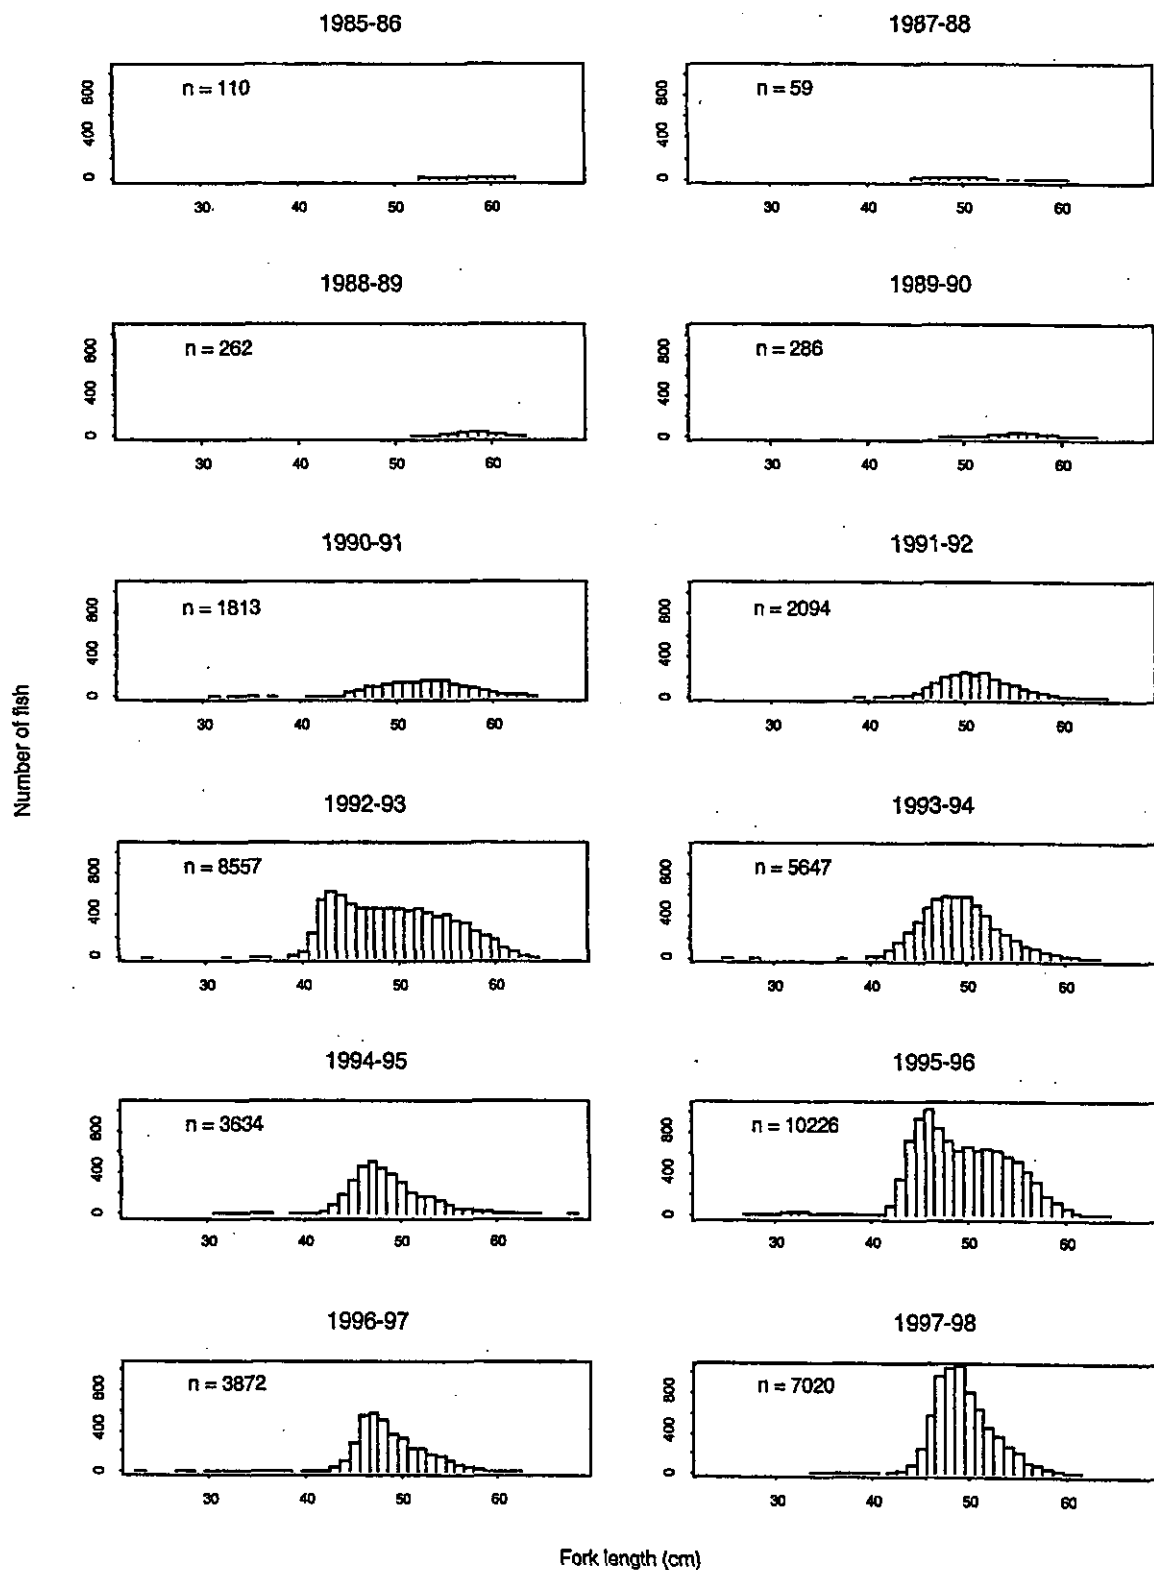 1985-86
1987-88
n = 110
n = 59
0 400 800
0 400 800
30 40 50 60
30 40 50 60
1988-89
1989-90
n = 262
n = 286
0 400 800
0 400 800
30 40 50 60
30 40 50 60
1990-91
1991-92
n = 1813
n = 2094
0 400 800
0 400 800
30 40 50 60
30 40 50 60
Number of fish
1992-93
1993-94
n = 8557
n = 5647
0 400 800
0 400 800
30 40 50 60
30 40 50 60
1994-95
1995-96
n = 3634
n = 10226
0 400 800
0 400 800
30 40 50 60
30 40 50 60
1996-97
1997-98
n = 3872
n = 7020
0 400 800
0 400 800
30 40 50 60
30 40 50 60
Fork length (cm)